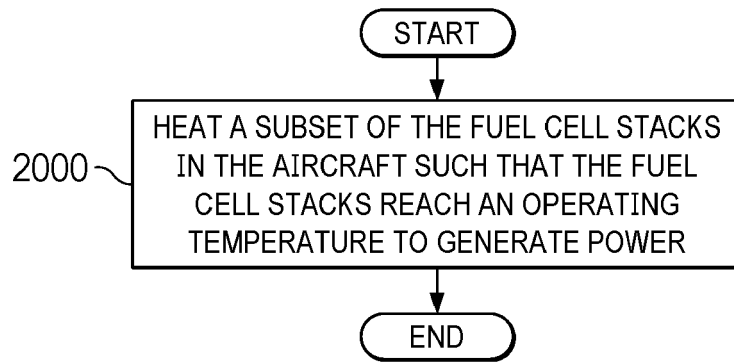 START
HEAT A SUBSET OF THE FUEL CELL STACKS
IN THE AIRCRAFT SUCH THAT THE FUEL
CELL STACKS REACH AN OPERATING
TEMPERATURE TO GENERATE POWER
2000
END